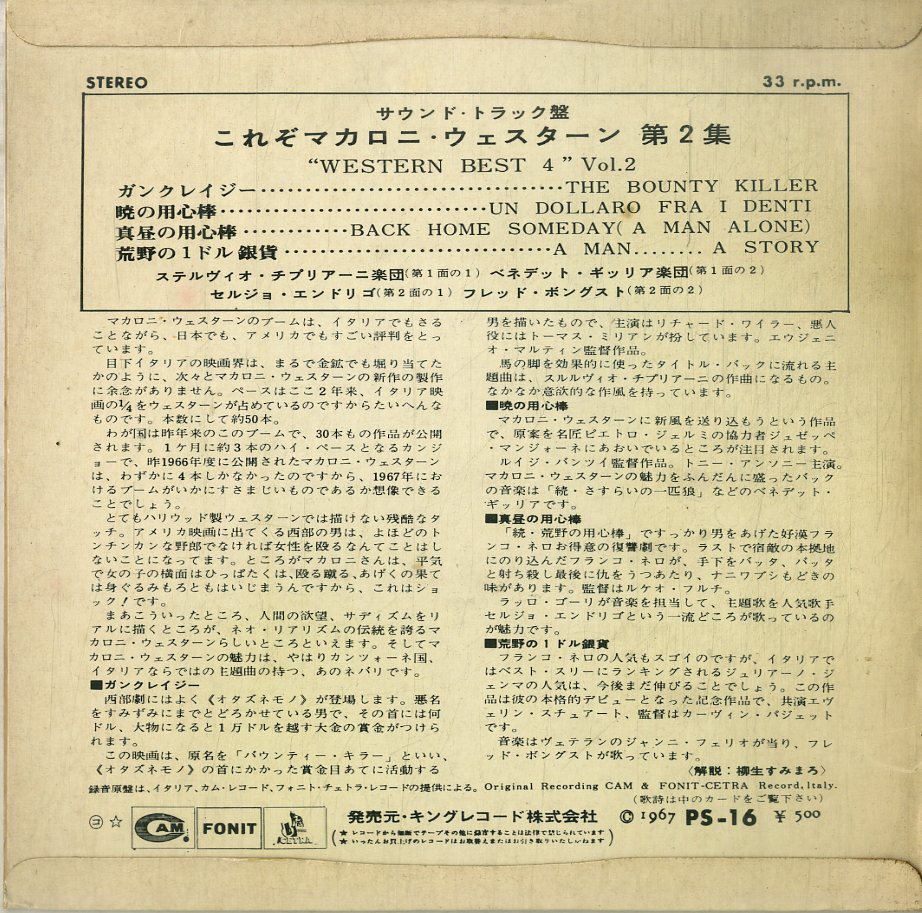 STEREO
33 r.p.m.
サウンド・トラック盤
これぞマカロニ・ウェスターン 第2集
“WESTERN BEST 4” Vol.2
ガンクレイジー・・・・・・・・・・・・・・・・・・・・・・・・・・・・・・・・・・THE BOUNTY KILLER
暁の用心棒・・・・・・・・・・・・・・・・・・・・・・・・・・・・・UN DOLLARO FRA I DENTI
真昼の用心棒・・・・・・・・・・・・BACK HOME SOMEDAY( A MAN ALONE)
荒野の1ドル銀貨・・・・・・・・・・・・・・・・・・・・・・・・・・・・・・A MAN........ A STORY
ステルヴィオ・チプリアーニ楽団(第1面の1) ベネデット・ギッリア楽団(第1面の2)
セルジョ・エンドリゴ(第2面の1) フレッド・ボングスト(第2面の2)
マカロニ・ウェスターンのブームは、イタリアでもさる
ことながら、日本でも、アメリカでもすごい評判をとっ
ています。
目下イタリアの映画界は、まるで金鉱でも堀り当てた
かのように、次々とマカロニ・ウェスターンの新作の製作
に余念がありません。ペースはここ2年来、イタリア映
画の¼をウェスターンが占めているのですからたいへんな
ものです。本数にして約50本。
わが国は昨年来のこのブームで、30本もの作品が公開
されます。1ケ月に約3本のハイ・ペースとなるカンジ
ョーで、昨1966年度に公開されたマカロニ・ウェスターン
は、わずかに4本しかなかったのですから、1967年にお
けるブームがいかにすさまじいものであるか想像できる
ことでしょう。
とてもハリウッド製ウェスターンでは描けない残酷なタ
ッチ。アメリカ映画に出てくる西部の男は、よほどのト
ンチンカンな野郎でなければ女性を殴るなんてことはし
ないことになってます。ところがマカロニさんは、平気
で女の子の横面はひっぱたくは、殴る蹴る、あげくの果て
は身ぐるみもろともはいじまうんですから、これはショ
ック!です。
まあこういったところ、人間の欲望、サディズムをリ
アルに描くところが、ネオ・リアリズムの伝統を誇るマ
カロニ・ウェスターンらしいところといえます。そしてマ
カロニ・ウェスターンの魅力は、やはりカンツォーネ国、
イタリアならではの主題曲の持つ、あのネバリです。
■ガンクレイジー
西部劇にはよく《オタズネモノ》が登場します。悪名
をすみずみにまでとどろかせている男で、その首には何
ドル、大物になると1万ドルを越す大金の賞金がつけら
れます。
この映画は、原名を「バウンティー・キラー」といい、
《オタズネモノ》の首にかかった賞金目あてに活動する
男を描いたもので、主演はリチャード・ワイラー、悪人
役にはトーマス・ミリアンが扮しています。エウジェニ
オ・マルティン監督作品。
馬の脚を効果的に使ったタイトル・バックに流れる主
題曲は、スルルヴィオ・チプリアーニの作曲になるもの。
なかなか意欲的な作風を持っています。
■暁の用心棒
マカロニ・ウェスターンに新風を送り込もうという作品
で、原案を名匠ピエトロ・ジェルミの協力者ジュゼッペ
・マンジョーネにあおいでいるところが注目されます。
ルイジ・バンツイ監督作品。トニー・アンソニー主演。
マカロニ・ウェスターンの魅力をふんだんに盛ったバック
の音楽は「続・さすらいの一匹狼」などのベネデット・
ギッリアです。
■真昼の用心棒
「続・荒野の用心棒」ですっかり男をあげた好漢フラ
ンコ・ネロお得意の復讐劇です。ラストで宿敵の本拠地
にのり込んだフランコ・ネロが、手下をバッタ、バッタ
と射ち殺し最後に仇をうつあたり、ナニワブシもどきの
味があります。監督はルケオ・フルチ。
ラッロ・ゴーリが音楽を担当して、主題歌を人気歌手
セルジョ・エンドリゴという一流どころが歌っているの
が魅力です。
■荒野の1ドル銀貨
フランコ・ネロの人気もスゴイのですが、イタリアで
はベスト・スリーにランキングされるジュリアーノ・ジ
ェンマの人気は、今後まだ伸びることでしょう。この作
品は彼の本格的デビューとなった記念作品で、共演エヴ
ェリン・スチュアート、監督はカーヴィン・パジェット
です。
音楽はヴェテランのジャンニ・フェリオが当り、フレ
ッド・ボングストが歌っています。
〈解説：柳生すみまろ〉
録音原盤は、イタリア、カム・レコード、フォニト・チェトラ・レコードの提供による。Original Recording CAM & FONIT-CETRA Record, Italy.
(歌詩は中のカードをご覧下さい)
ヨ ☆ CAM FONIT CETRA 発売元・キングレコード株式会社 © 1967 PS-16 ¥ 500
(★ レコードから無断でテープその他に録音することは法律で禁じられています)
(★ いったんお買上げのレコードはお取替えまたはお引き取りいたしかねます)